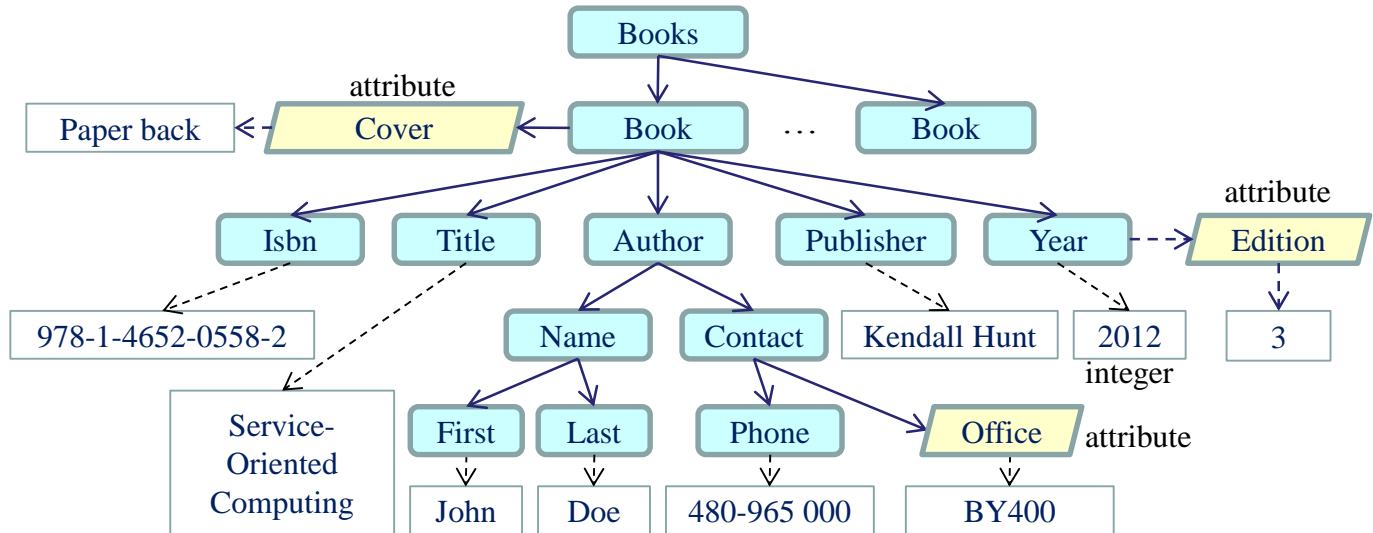 Books
attribute
Paper back
Cover
Book
...
Book
attribute
Isbn
Title
Author
Publisher
Year
Edition
978-1-4652-0558-2
Name
Contact
Kendall Hunt
2012
3
integer
Service-
Oriented
Computing
First
Last
Phone
Office
attribute
John
Doe
480-965 000
BY400